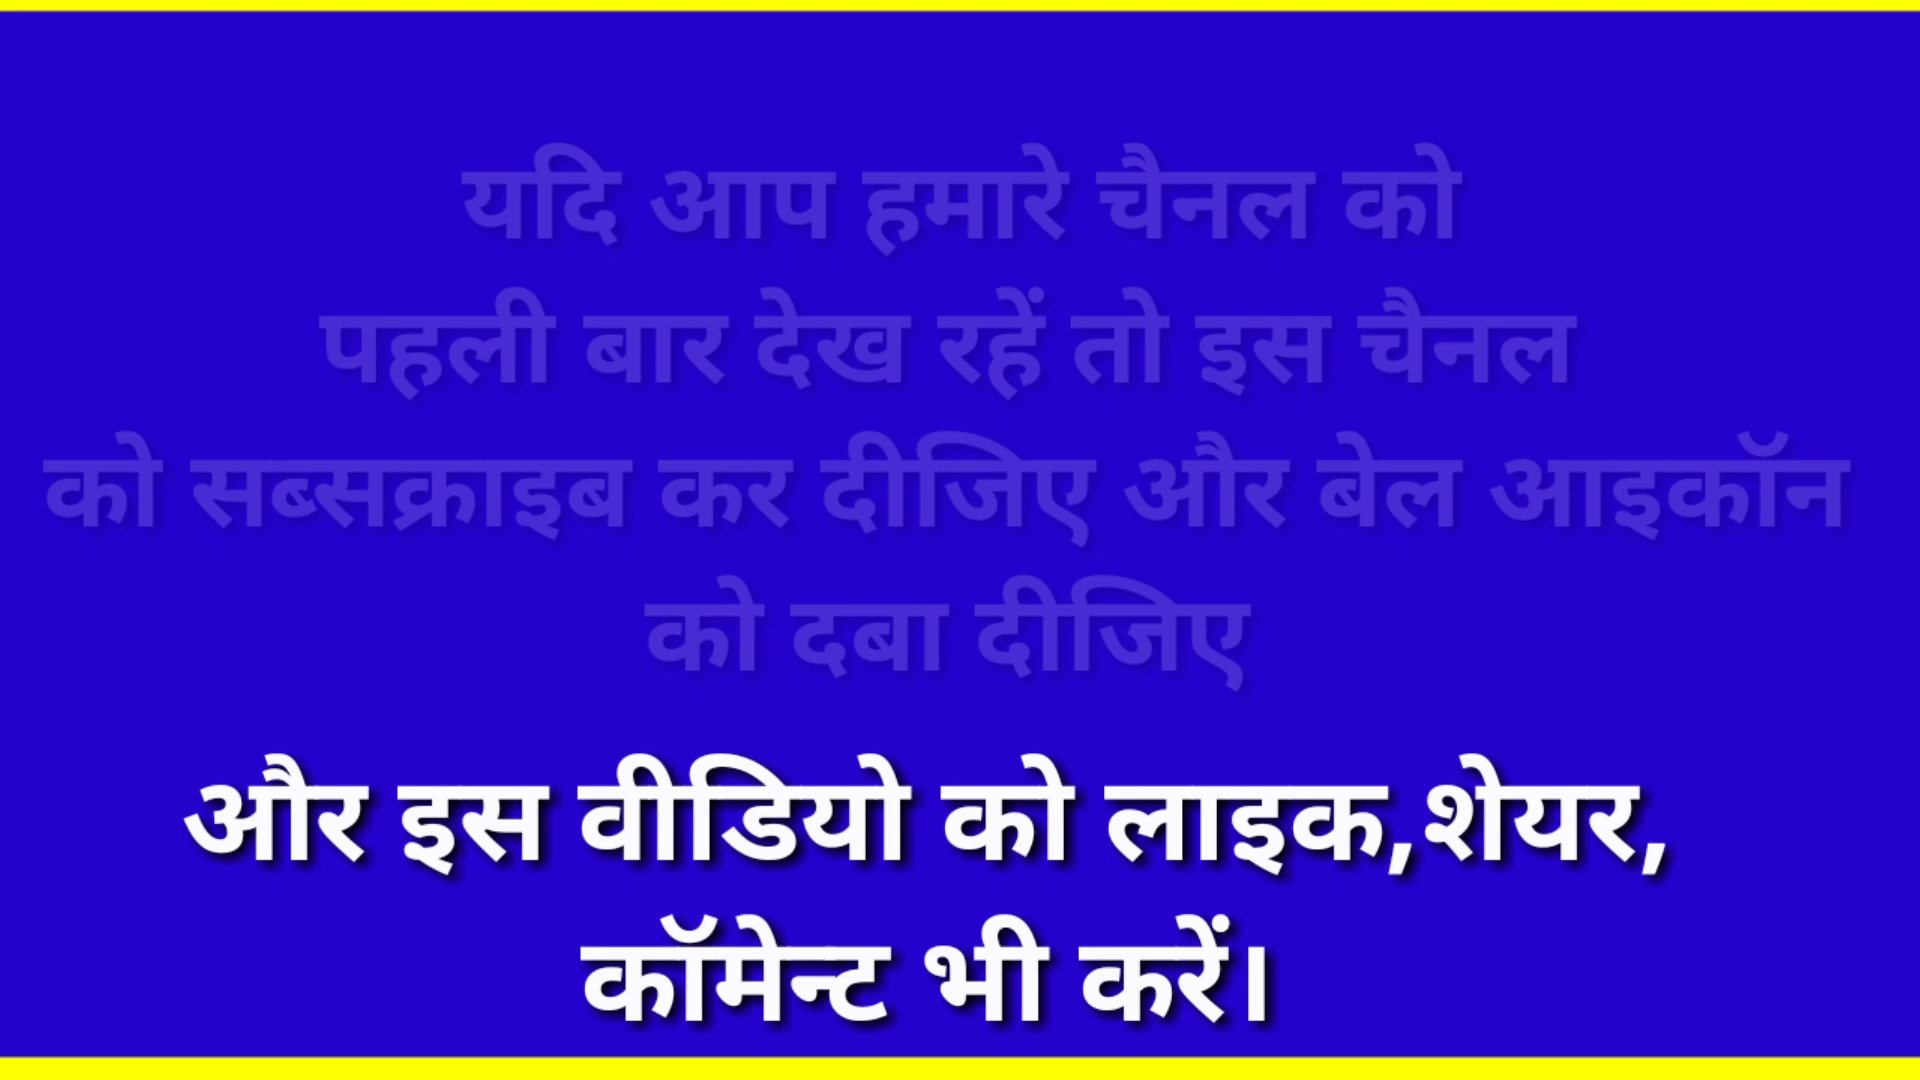 यदि आप हमारे चैनल को
पहली बार देख रहें तो इस चैनल
को सब्सक्राइब कर दीजिए और बेल आइकॉन
को दबा दीजिए
और इस वीडियो को लाइक,शेयर,
कॉमेन्ट भी करें।